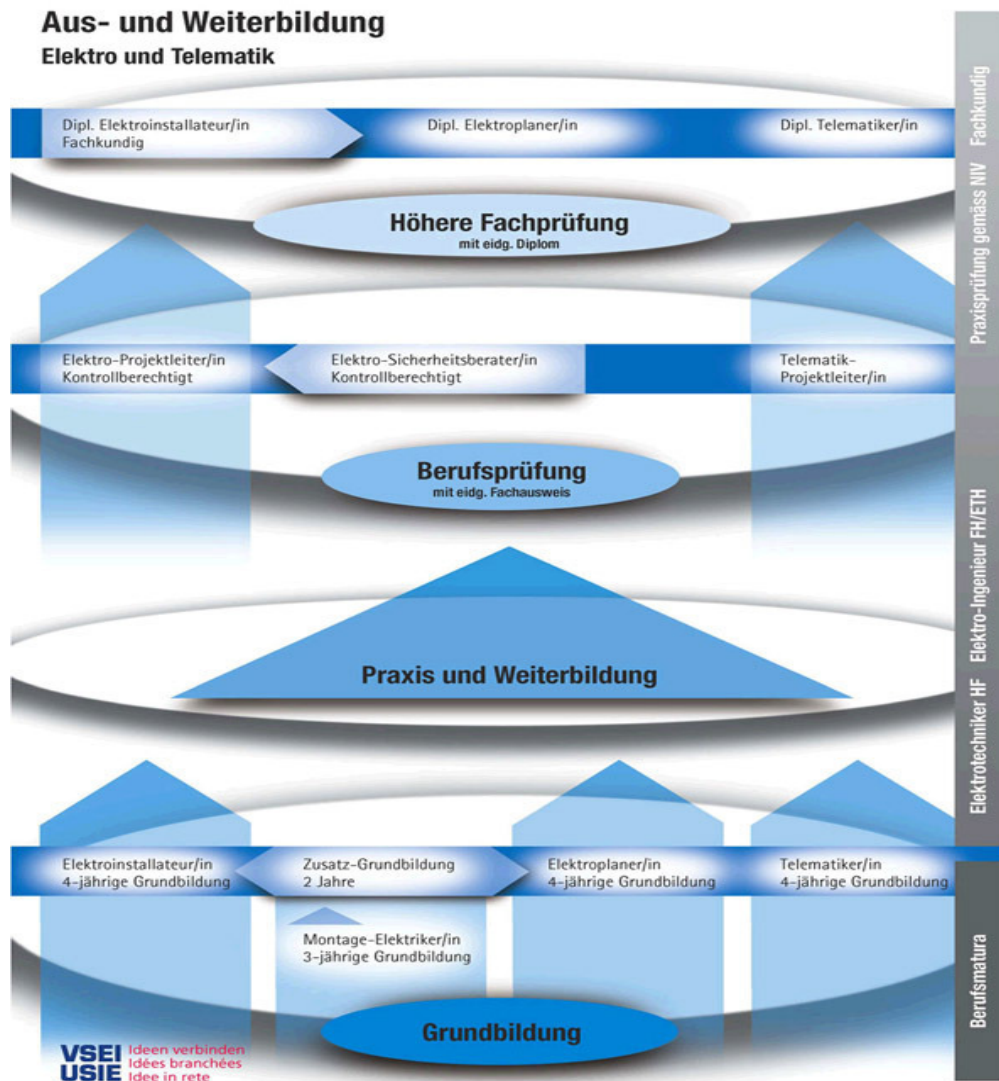 Aus- und Weiterbildung
Elektro und Telematik
Dipl. Elektroinstallateur/in
Fachkundig
Dipl. Elektroplaner/in
Dipl. Telematiker/in
Höhere Fachprüfung
mit eidg. Diplom
Elektro-Projektleiter/in
Kontrollberechtigt
Elektro-Sicherheitsberater/in
Kontrollberechtigt
Telematik-
Projektleiter/in
Berufsprüfung
mit eidg. Fachausweis
Praxis und Weiterbildung
Elektroinstallateur/in
4-jährige Grundbildung
Zusatz-Grundbildung
2 Jahre
Elektroplaner/in
4-jährige Grundbildung
Telematiker/in
4-jährige Grundbildung
Montage-Elektriker/in
3-jährige Grundbildung
Grundbildung
VSEI
USIE
Ideen verbinden
Idées branchées
Idee in rete
Berufsmatura
Elektrotechniker HF Elektro-Ingenieur FH/ETH Praxisprüfung gemäss NIV Fachkundig